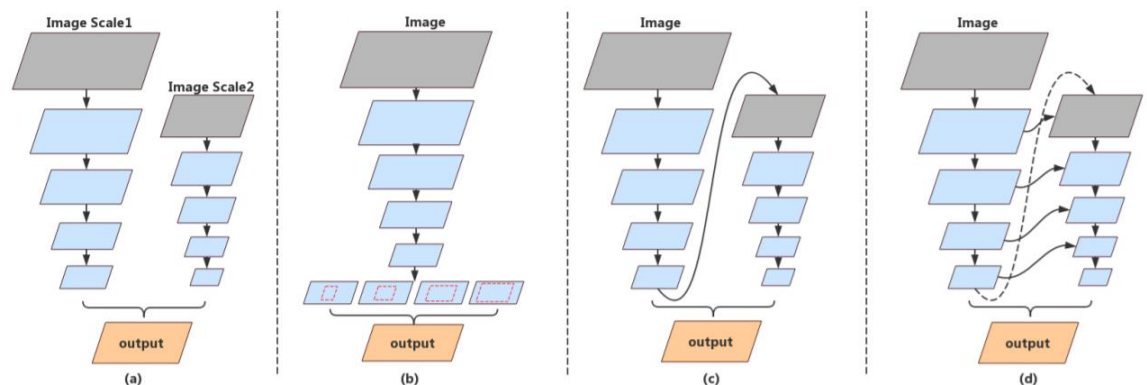 Image Scale1
Image Scale2
output
(a)
Image
output
(b)
Image
output
(c)
Image
output
(d)